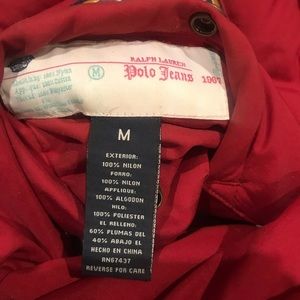 RALPH LAUREN
Polo Jeans 1967
M
M
EXTERIOR:
100% NILON
FORRO:
100% NILON
APPLIQUE:
100% ALGODON
HILO:
100% POLIESTER
EL RELLENO:
60% PLUMAS DEL
40% ABAJO EL
HECHO EN CHINA
RN67437
REVERSE FOR CARE